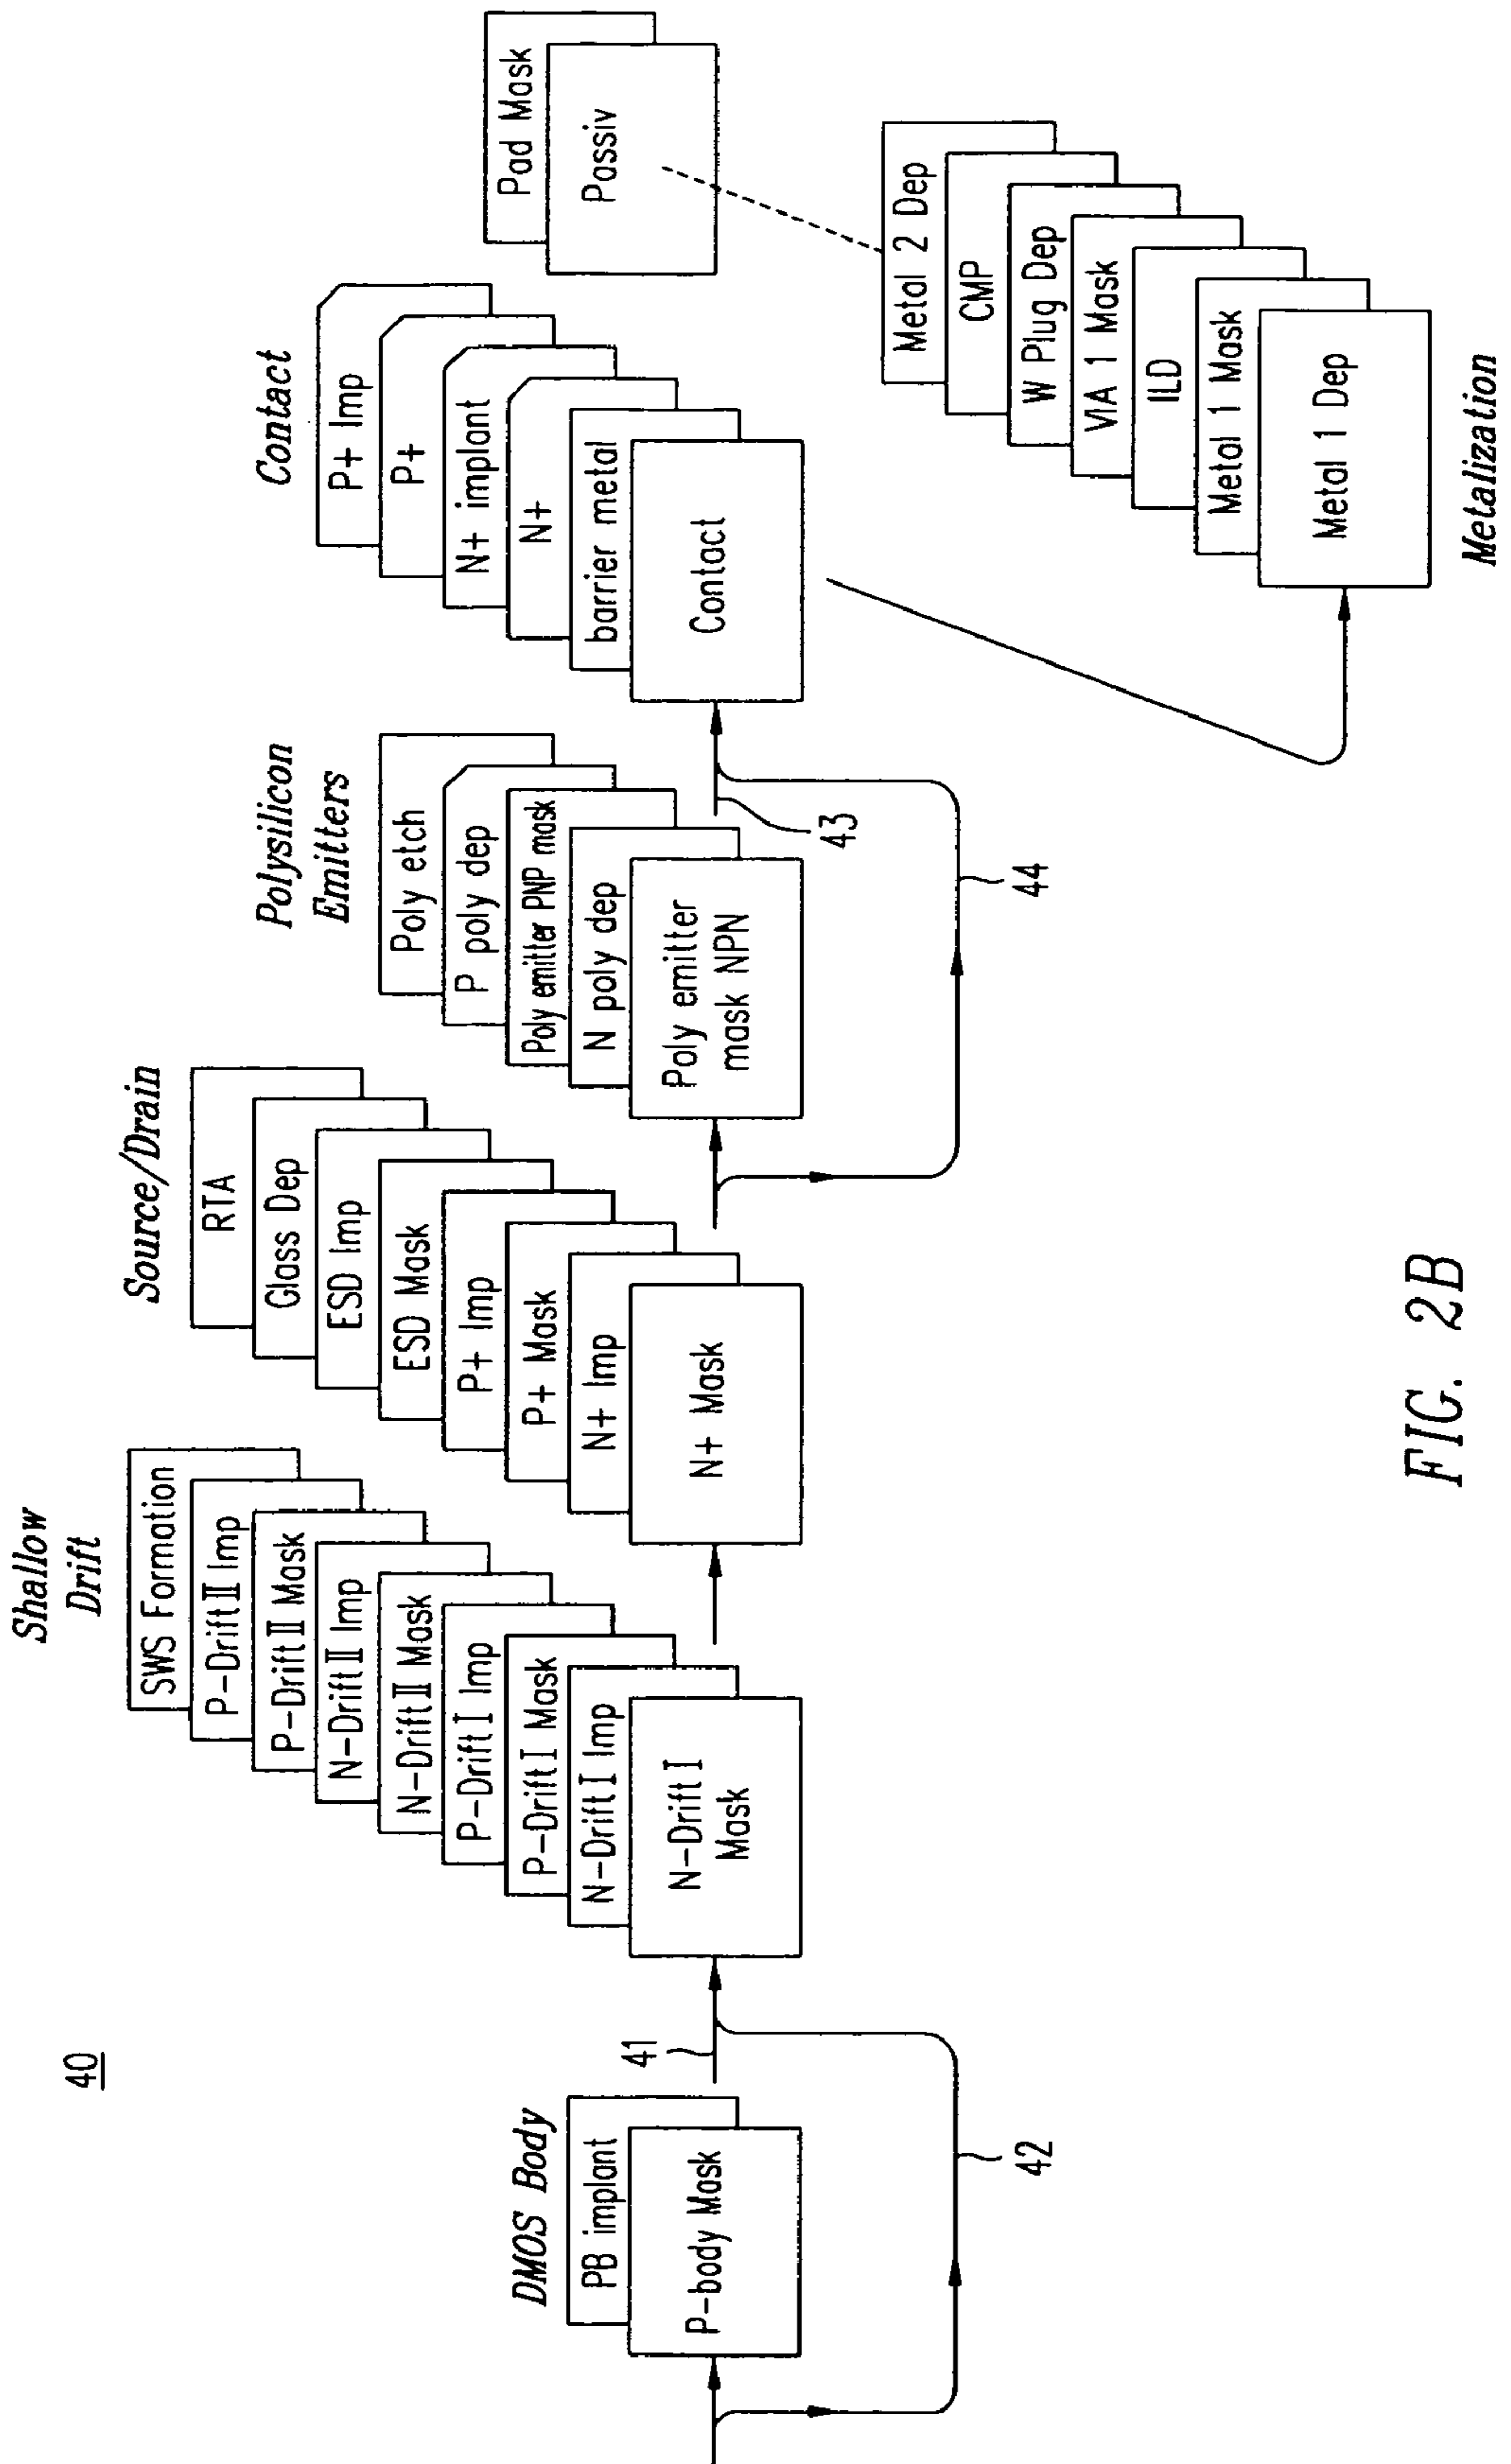 40
DMOS Body
PB implant
P-body Mask
41
42
Shallow
Drift
SWS Formation
P-Drift II Imp
P-Drift II Mask
N-Drift II Imp
N-Drift II Mask
P-Drift I Imp
P-Drift I Mask
N-Drift I Imp
N-Drift I
Mask
Source/Drain
RTA
Glass Dep
ESD Imp
ESD Mask
P+ Imp
P+ Mask
N+ Imp
N+ Mask
Polysilicon
Emitters
Poly etch
P poly dep
Poly emitter PNP mask
N poly dep
Poly emitter
mask NPN
43
44
Contact
P+ Imp
P+
N+ implant
N+
barrier metal
Contact
Pad Mask
Passiv
Metal 2 Dep
CMP
W Plug Dep
VIA 1 Mask
ILD
Metal 1 Mask
Metal 1 Dep
Metalization
FIG. 2B